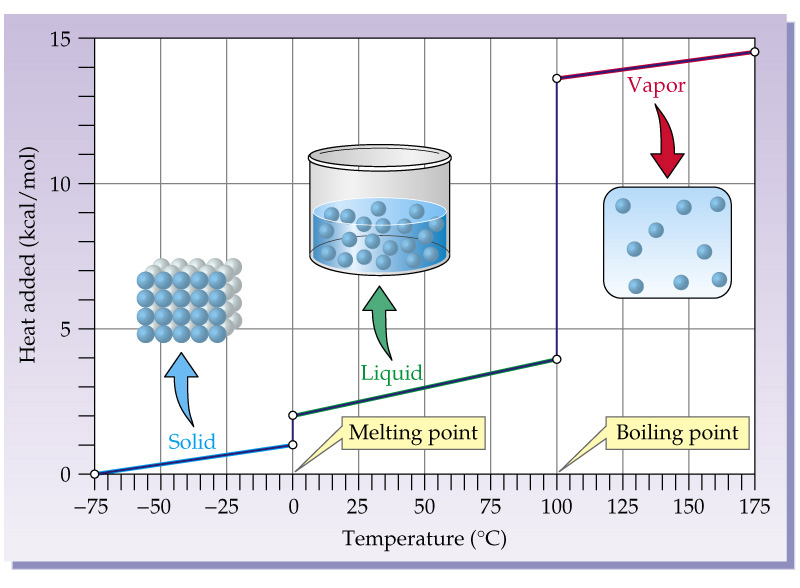 15
10
5
0
Heat added (kcal/mol)
Vapor
Liquid
Solid
Melting point
Boiling point
−75 −50 −25 0 25 50 75 100 125 150 175
Temperature (°C)